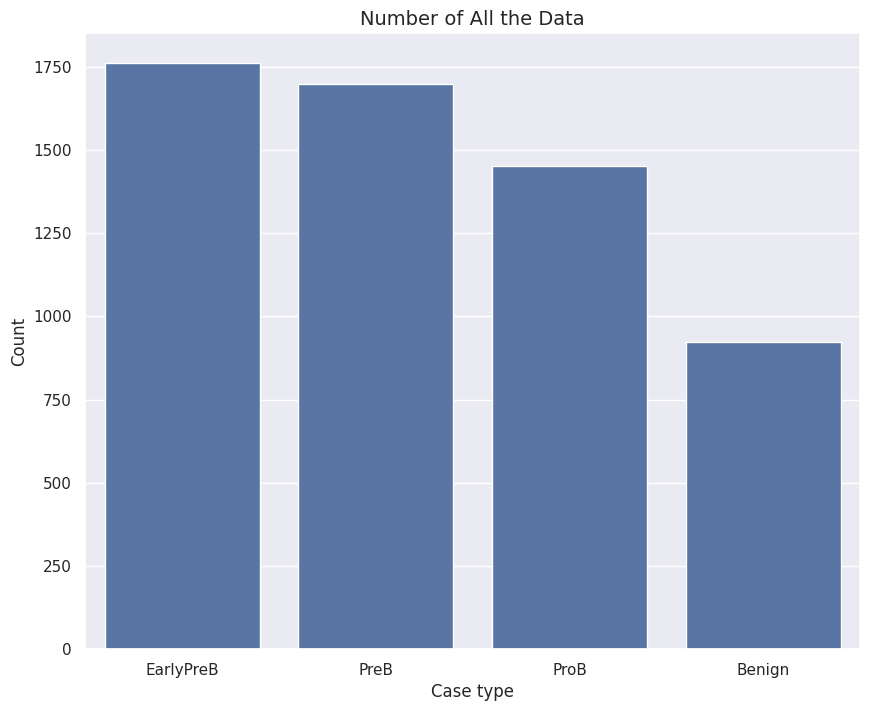 Number of All the Data
Count
1750
1500
1250
1000
750
500
250
0
EarlyPreB PreB ProB Benign
Case type